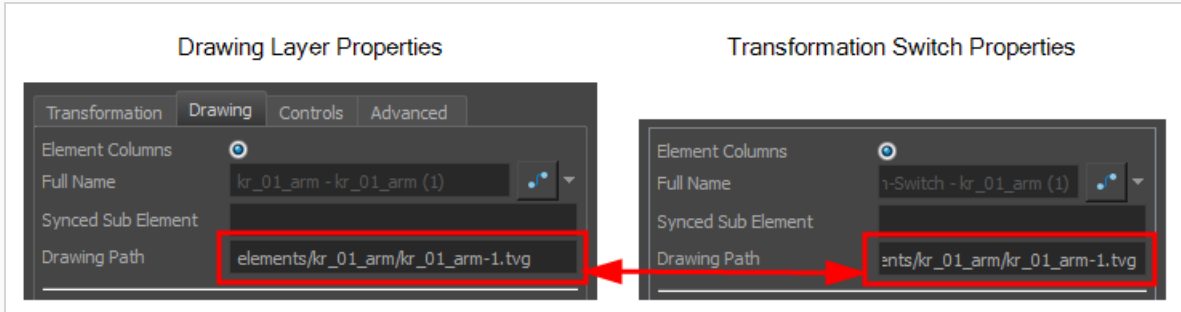 Drawing Layer Properties
Transformation Switch Properties
Transformation Drawing Controls Advanced
Element Columns
Full Name kr_01_arm - kr_01_arm (1)
Synced Sub Element
Drawing Path elements/kr_01_arm/kr_01_arm-1.tvg
Element Columns
Full Name n-Switch - kr_01_arm (1)
Synced Sub Element
Drawing Path ents/kr_01_arm/kr_01_arm-1.tvg